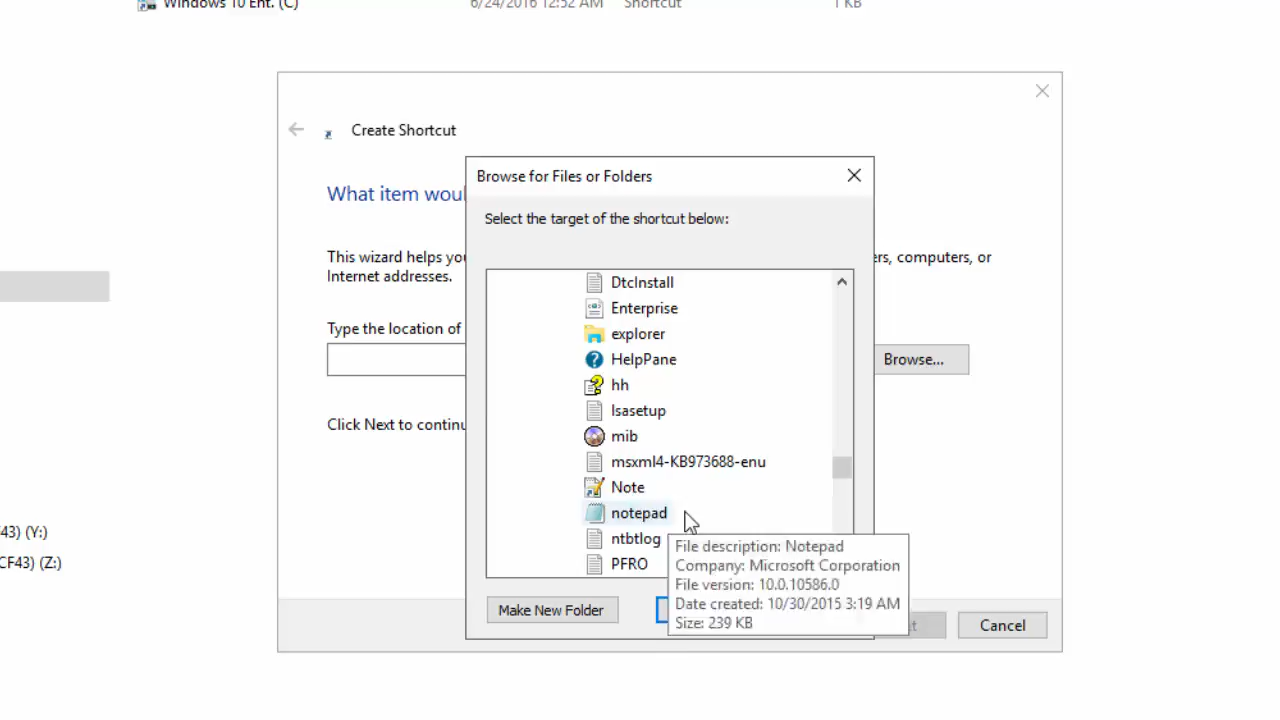 Windows 10 Ent. (C)
6/24/2016 12:52 AM
Shortcut
1 KB
Create Shortcut
What item woul
This wizard helps you
ers, computers, or
Internet addresses.
Type the location of
Browse...
Click Next to continu
Browse for Files or Folders
Select the target of the shortcut below:
DtcInstall
Enterprise
explorer
HelpPane
hh
lsasetup
mib
msxml4-KB973688-enu
Note
notepad
ntbtlog
PFRO
File description: Notepad
Company: Microsoft Corporation
File version: 10.0.10586.0
Date created: 10/30/2015 3:19 AM
Size: 239 KB
Make New Folder
Cancel
F43) (Y:)
CF43) (Z:)